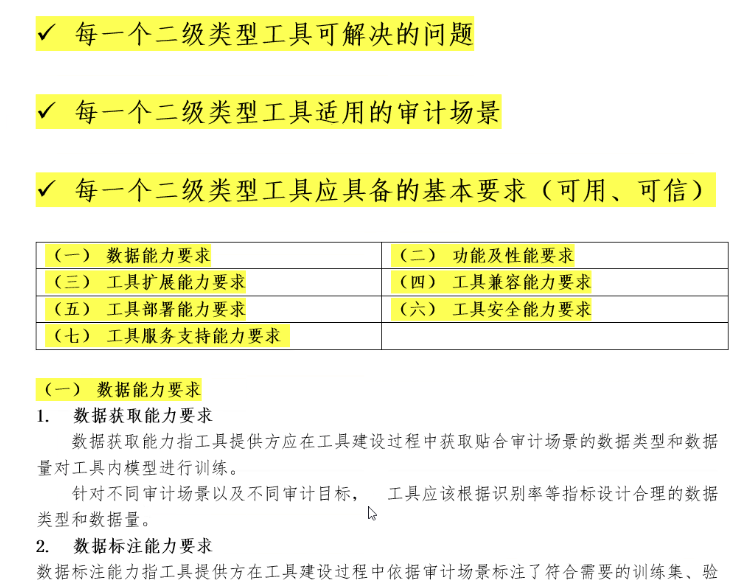 ✓ 每一个二级类型工具可解决的问题
✓ 每一个二级类型工具适用的审计场景
✓ 每一个二级类型工具应具备的基本要求（可用、可信）
（一） 数据能力要求
（二） 功能及性能要求
（三） 工具扩展能力要求
（四） 工具兼容能力要求
（五） 工具部署能力要求
（六） 工具安全能力要求
（七） 工具服务支持能力要求
（一） 数据能力要求
1. 数据获取能力要求
数据获取能力指工具提供方应在工具建设过程中获取贴合审计场景的数据类型和数据
量对工具内模型进行训练。
针对不同审计场景以及不同审计目标， 工具应该根据识别率等指标设计合理的数据
类型和数据量。
2. 数据标注能力要求
数据标注能力指工具提供方在工具建设过程中依据审计场景标注了符合需要的训练集、验